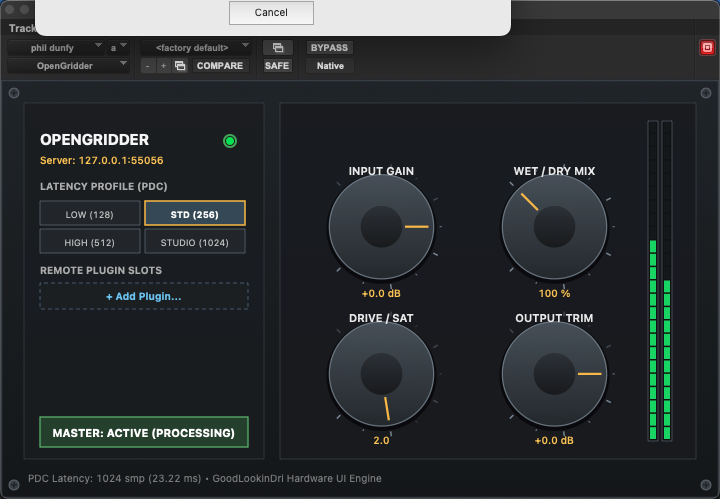 Cancel
Track
phil dunfy a <factory default> BYPASS
OpenGridder - + COMPARE SAFE Native
OPENGRIDDER
Server: 127.0.0.1:55056
LATENCY PROFILE (PDC)
LOW (128) STD (256)
HIGH (512) STUDIO (1024)
REMOTE PLUGIN SLOTS
+ Add Plugin...
MASTER: ACTIVE (PROCESSING)
INPUT GAIN WET / DRY MIX
+0.0 dB 100 %
DRIVE / SAT OUTPUT TRIM
2.0 +0.0 dB
PDC Latency: 1024 smp (23.22 ms) • GoodLookinDri Hardware UI Engine